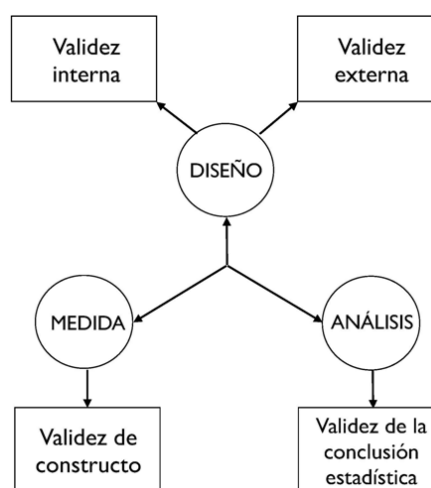 Validez
interna
Validez
externa
DISEÑO
MEDIDA
ANÁLISIS
Validez de
constructo
Validez de la
conclusión
estadística